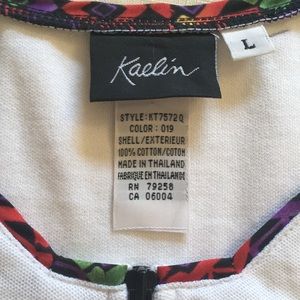 Kaelin
L
STYLE: KT7572Q
COLOR: 019
SHELL/EXTERIEUR
100% COTTON/COTON
MADE IN THAILAND
FABRIQUE EN THAILANDE
RN 79258
CA 06004